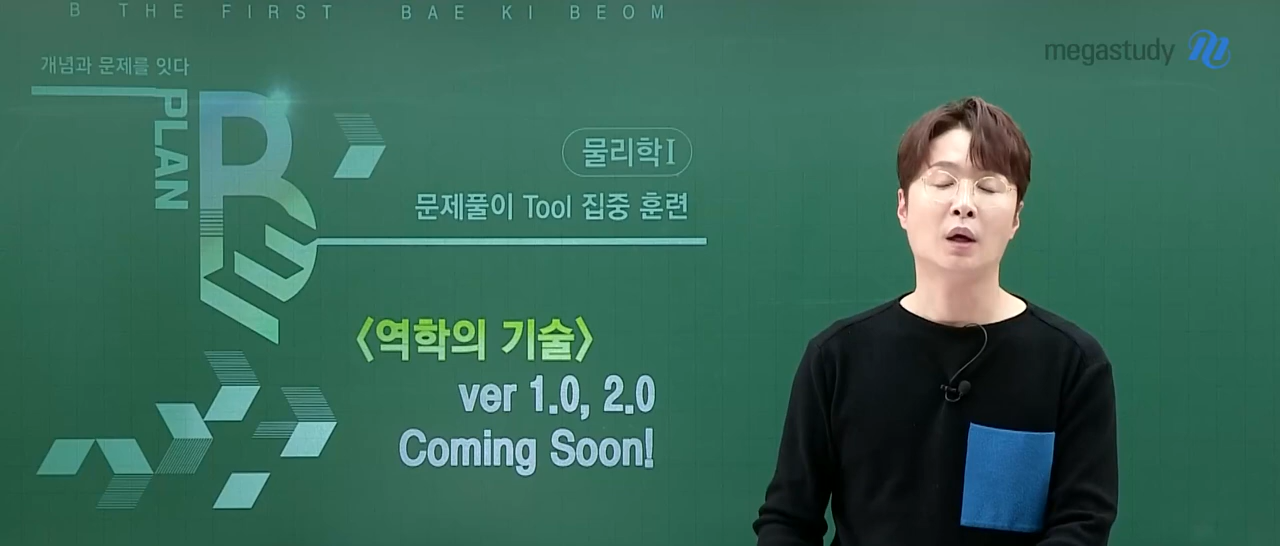 B THE FIRST BAE KI BEOM
megastudy
개념과 문제를 잇다
PLAN
물리학Ⅰ
문제풀이 Tool 집중 훈련
〈역학의 기술〉
ver 1.0, 2.0
Coming Soon!